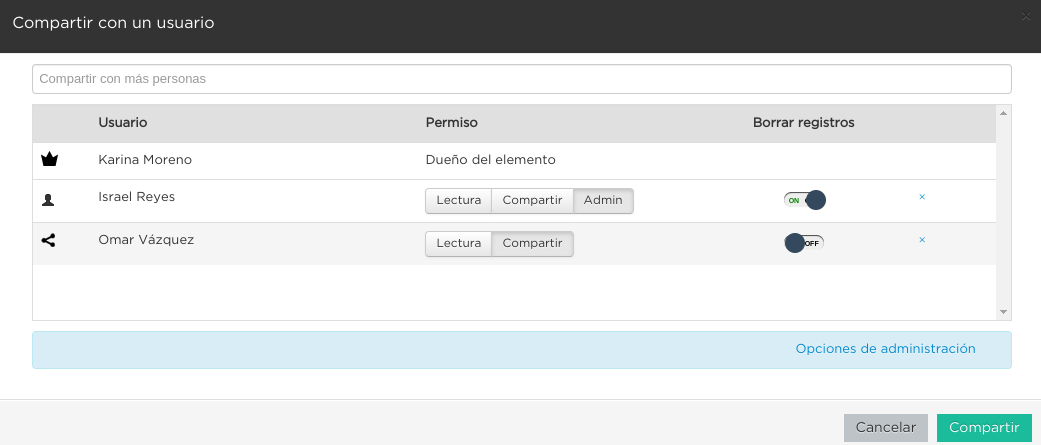 Compartir con un usuario
×
Compartir con más personas
Usuario Permiso Borrar registros
Karina Moreno Dueño del elemento
Israel Reyes Lectura Compartir Admin ON ×
Omar Vázquez Lectura Compartir OFF ×
Opciones de administración
Cancelar Compartir